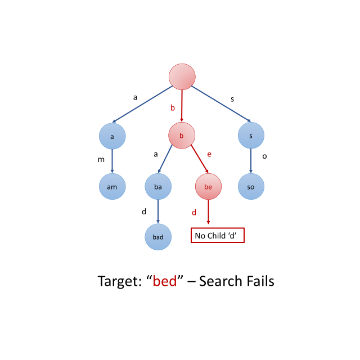 a
b
s
a
b
s
m
a
e
o
am
ba
be
so
d
d
bad
No Child 'd'
Target: "bed" – Search Fails